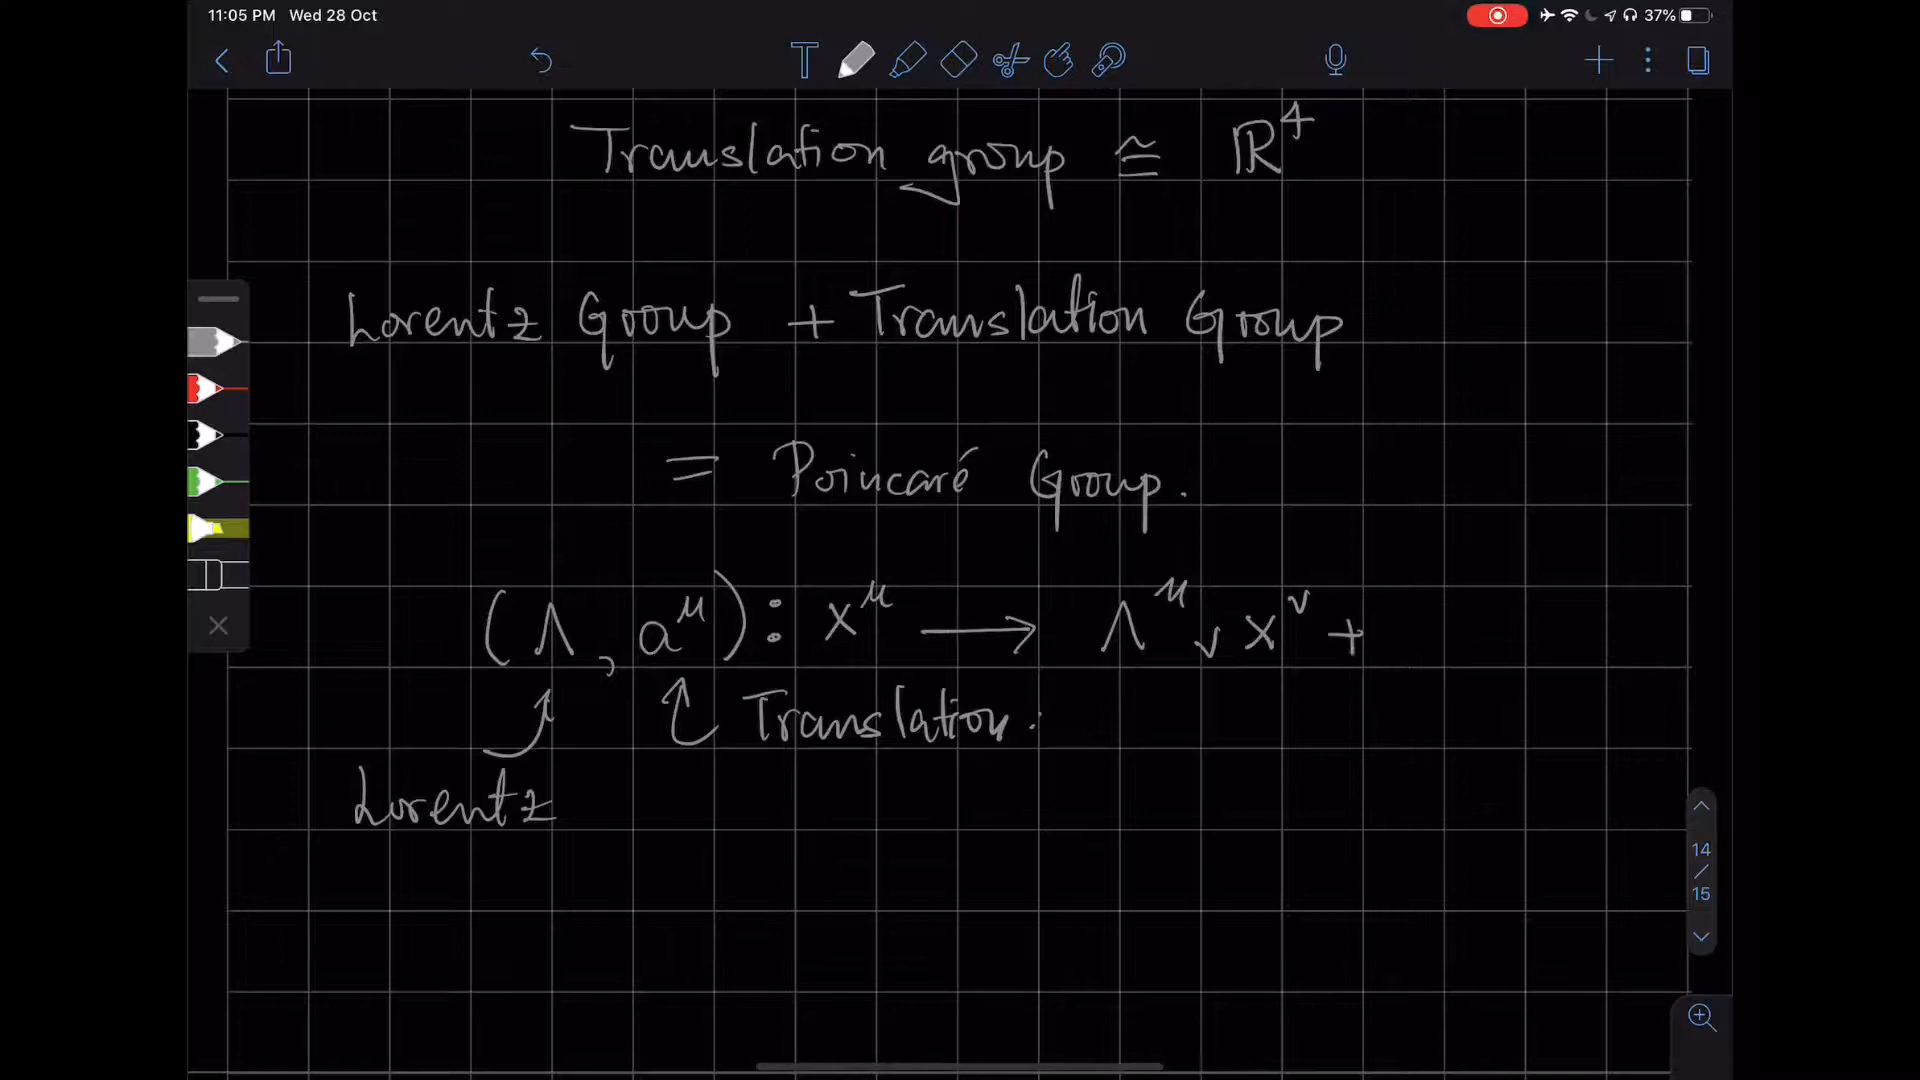 11:05 PM Wed 28 Oct 37%
T
Translation group ≅ ℝ⁴
Lorentz Group + Translation Group
= Poincaré Group.
(Λ, a^μ) : x^μ ⟶ Λ^μ_ν x^ν +
Translation.
Lorentz
14
/
15